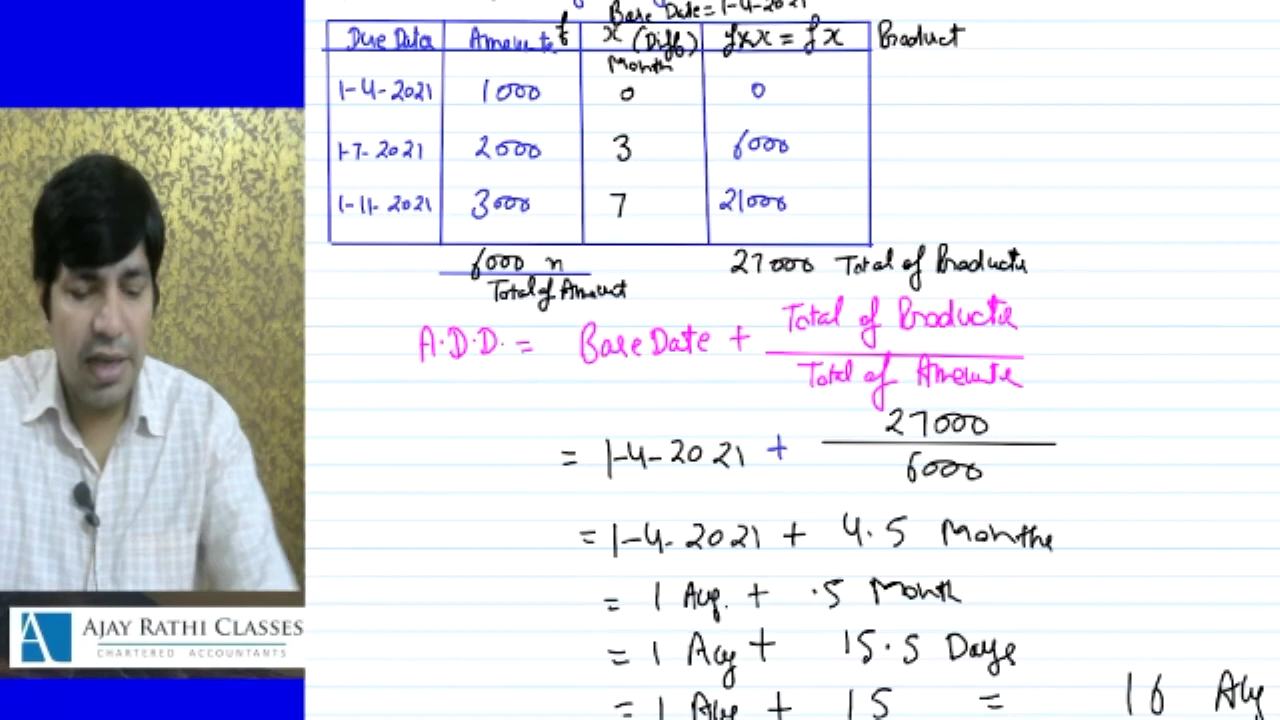 Base Date = 1-4-2021
Due Data Amounts f x (Diff) Month f×x = fx Product
1-4-2021 1000 0 0
1-7-2021 2000 3 6000
1-11-2021 3000 7 21000
6000 n 27000 Total of Products
Total of Amount
A.D.D. = Base Date + Total of Products
Total of Amounts
= 1-4-2021 + 27000
6000
= 1-4-2021 + 4.5 Months
= 1 Aug. + .5 Month
= 1 Aug + 15.5 Days
= 1 Aug + 15 = 16 Aug
AJAY RATHI CLASSES
CHARTERED ACCOUNTANTS